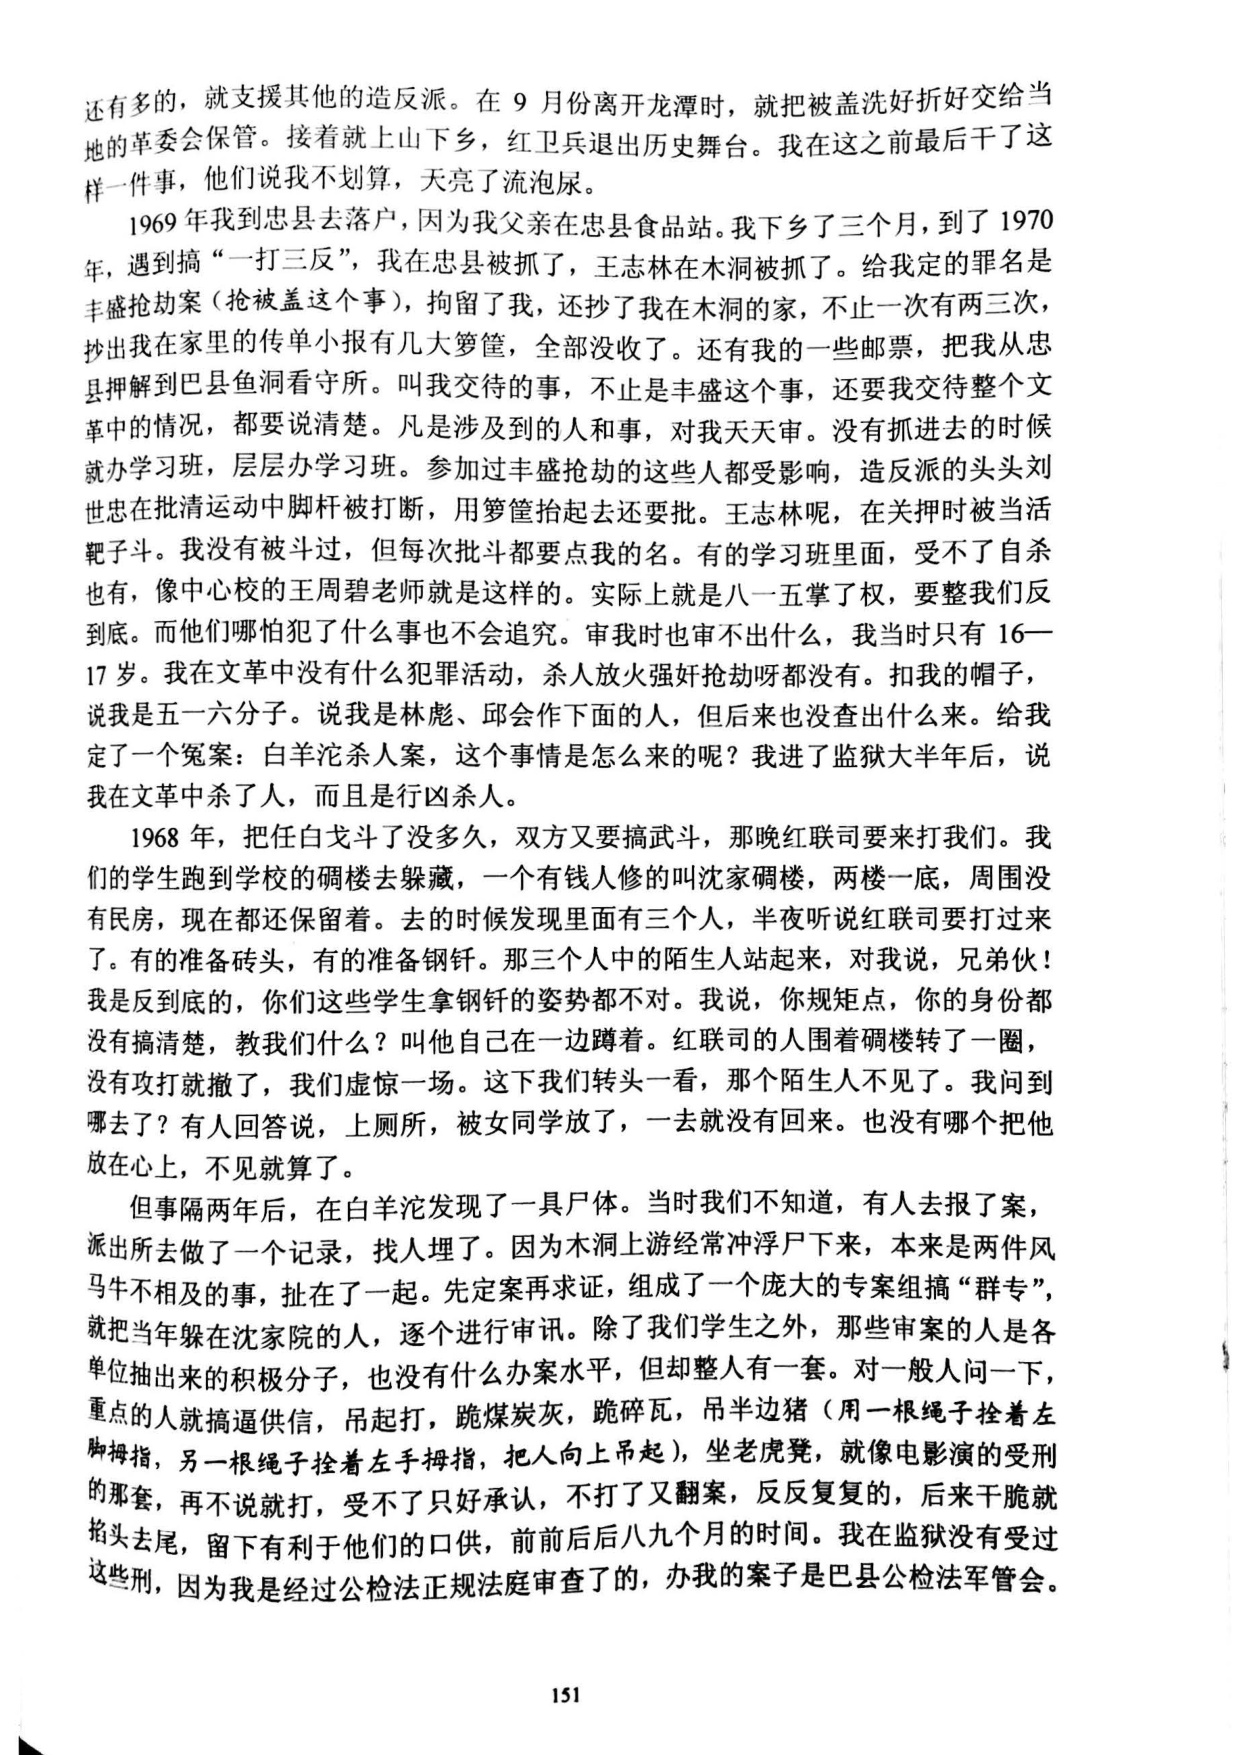 还有多的，就支援其他的造反派。在 9 月份离开龙潭时，就把被盖洗好折好交给当
地的革委会保管。接着就上山下乡，红卫兵退出历史舞台。我在这之前最后干了这
样一件事，他们说我不划算，天亮了流泡尿。
1969 年我到忠县去落户，因为我父亲在忠县食品站。我下乡了三个月，到了 1970
年，遇到搞“一打三反”，我在忠县被抓了，王志林在木洞被抓了。给我定的罪名是
丰盛抢劫案（抢被盖这个事），拘留了我，还抄了我在木洞的家，不止一次有两三次，
抄出我在家里的传单小报有几大箩筐，全部没收了。还有我的一些邮票，把我从忠
县押解到巴县鱼洞看守所。叫我交待的事，不止是丰盛这个事，还要我交待整个文
革中的情况，都要说清楚。凡是涉及到的人和事，对我天天审。没有抓进去的时候
就办学习班，层层办学习班。参加过丰盛抢劫的这些人都受影响，造反派的头头刘
世忠在批清运动中脚杆被打断，用箩筐抬起去还要批。王志林呢，在关押时被当活
靶子斗。我没有被斗过，但每次批斗都要点我的名。有的学习班里面，受不了自杀
也有，像中心校的王周碧老师就是这样的。实际上就是八一五掌了权，要整我们反
到底。而他们哪怕犯了什么事也不会追究。审我时也审不出什么，我当时只有 16—
17 岁。我在文革中没有什么犯罪活动，杀人放火强奸抢劫呀都没有。扣我的帽子，
说我是五一六分子。说我是林彪、邱会作下面的人，但后来也没查出什么来。给我
定了一个冤案：白羊沱杀人案，这个事情是怎么来的呢？我进了监狱大半年后，说
我在文革中杀了人，而且是行凶杀人。
1968 年，把任白戈斗了没多久，双方又要搞武斗，那晚红联司要来打我们。我
们的学生跑到学校的碉楼去躲藏，一个有钱人修的叫沈家碉楼，两楼一底，周围没
有民房，现在都还保留着。去的时候发现里面有三个人，半夜听说红联司要打过来
了。有的准备砖头，有的准备钢钎。那三个人中的陌生人站起来，对我说，兄弟伙！
我是反到底的，你们这些学生拿钢钎的姿势都不对。我说，你规矩点，你的身份都
没有搞清楚，教我们什么？叫他自己在一边蹲着。红联司的人围着碉楼转了一圈，
没有攻打就撤了，我们虚惊一场。这下我们转头一看，那个陌生人不见了。我问到
哪去了？有人回答说，上厕所，被女同学放了，一去就没有回来。也没有哪个把他
放在心上，不见就算了。
但事隔两年后，在白羊沱发现了一具尸体。当时我们不知道，有人去报了案，
派出所去做了一个记录，找人埋了。因为木洞上游经常冲浮尸下来，本来是两件风
马牛不相及的事，扯在了一起。先定案再求证，组成了一个庞大的专案组搞“群专”，
就把当年躲在沈家院的人，逐个进行审讯。除了我们学生之外，那些审案的人是各
单位抽出来的积极分子，也没有什么办案水平，但却整人有一套。对一般人问一下，
重点的人就搞逼供信，吊起打，跪煤炭灰，跪碎瓦，吊半边猪（用一根绳子拴着左
脚拇指，另一根绳子拴着左手拇指，把人向上吊起），坐老虎凳，就像电影演的受刑
的那套，再不说就打，受不了只好承认，不打了又翻案，反反复复的，后来干脆就
掐头去尾，留下有利于他们的口供，前前后后八九个月的时间。我在监狱没有受过
这些刑，因为我是经过公检法正规法庭审查了的，办我的案子是巴县公检法军管会。
151